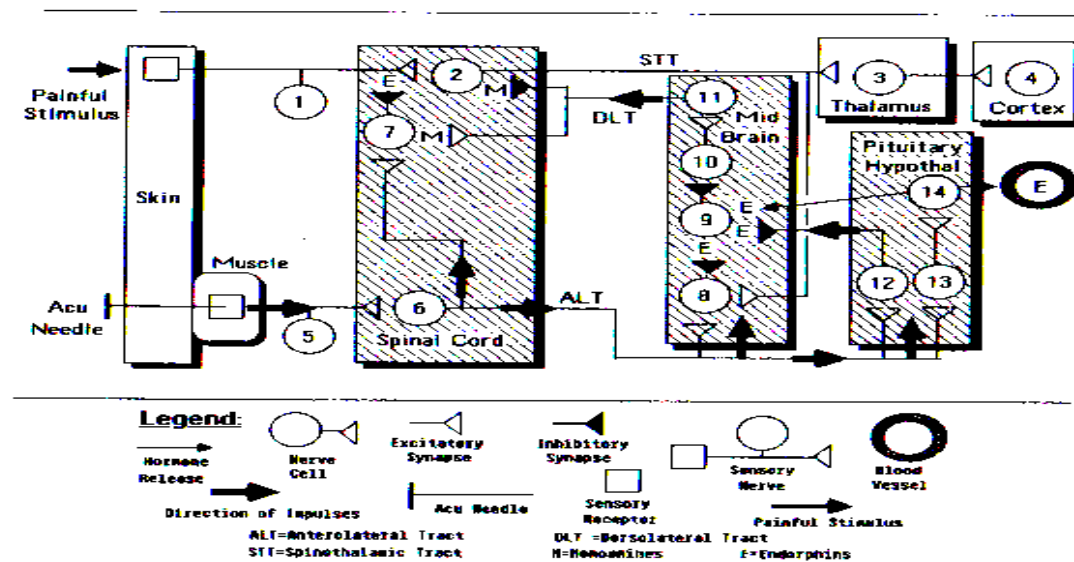 STT
Painful
Stimulus
1
E
2
M
7
M
DLT
11
Mid
Brain
10
3
Thalamus
4
Cortex
Pituitary
Hypothal
14
E
Skin
9
E
E
E
Muscle
Acu
Needle
5
6
Spinal Cord
ALT
8
12
13
Legend:
Hormone
Release
Nerve
Cell
Excitatory
Synapse
Inhibitory
Synapse
Sensory
Nerve
Blood
Vessel
Direction of Impulses
Acu Needle
Sensory
Receptor
Painful Stimulus
ALT=Anterolateral Tract
DLT =Dorsolateral Tract
STT=Spinothalamic Tract
M=Monoamines
E=Endorphins